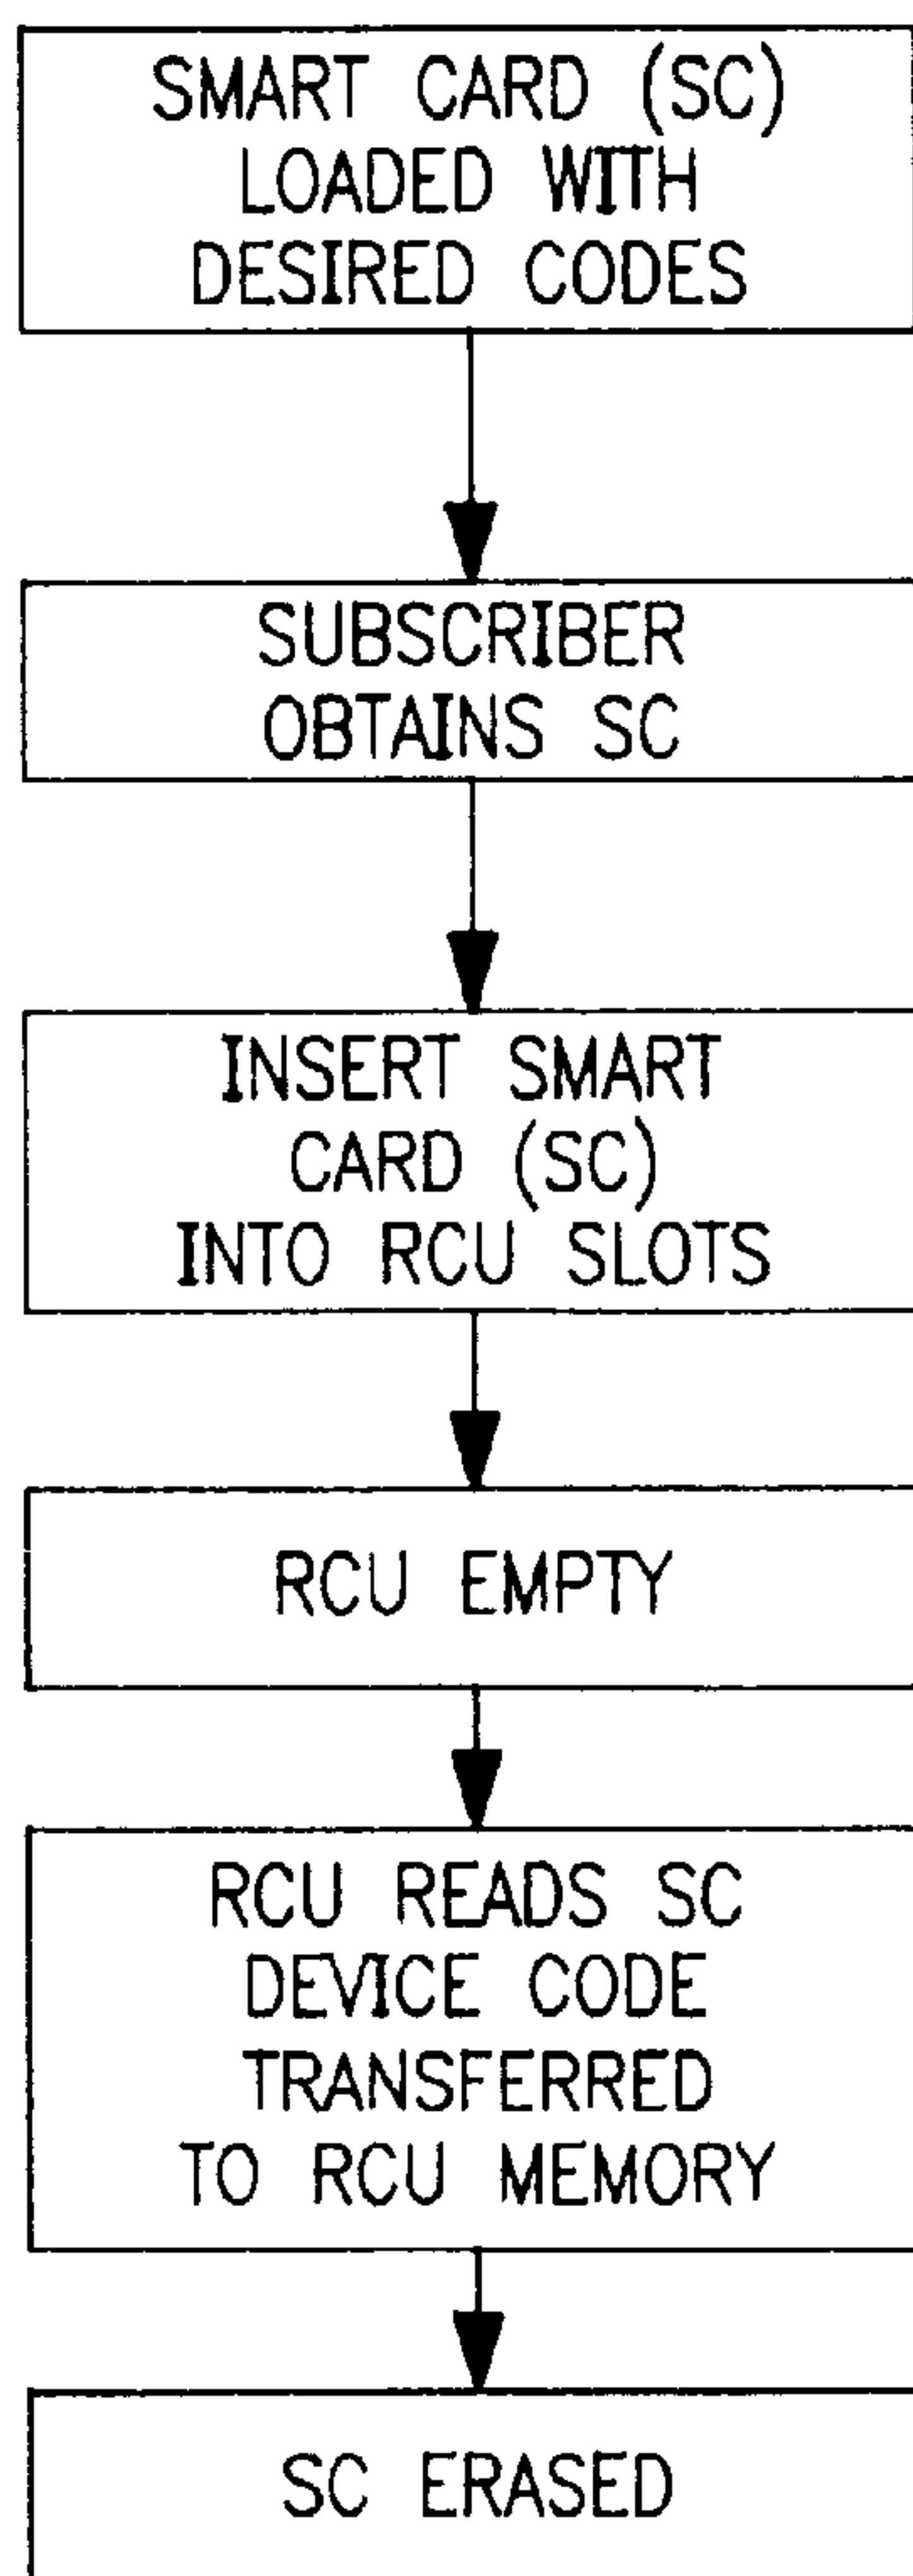 SMART CARD (SC)
LOADED WITH
DESIRED CODES
SUBSCRIBER
OBTAINS SC
INSERT SMART
CARD (SC)
INTO RCU SLOTS
RCU EMPTY
RCU READS SC
DEVICE CODE
TRANSFERRED
TO RCU MEMORY
SC ERASED